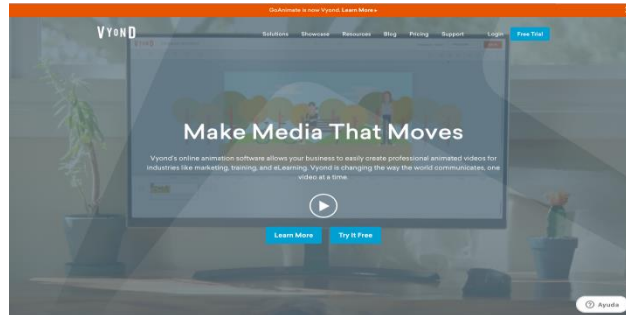 GoAnimate is now Vyond. Learn More ▸
VYOND
Solutions Showcase Resources Blog Pricing Support Login Free Trial
Make Media That Moves
Vyond's online animation software allows your business to easily create professional animated videos for
industries like marketing, training, and eLearning. Vyond is changing the way the world communicates, one
video at a time.
Learn More Try It Free
Ayuda